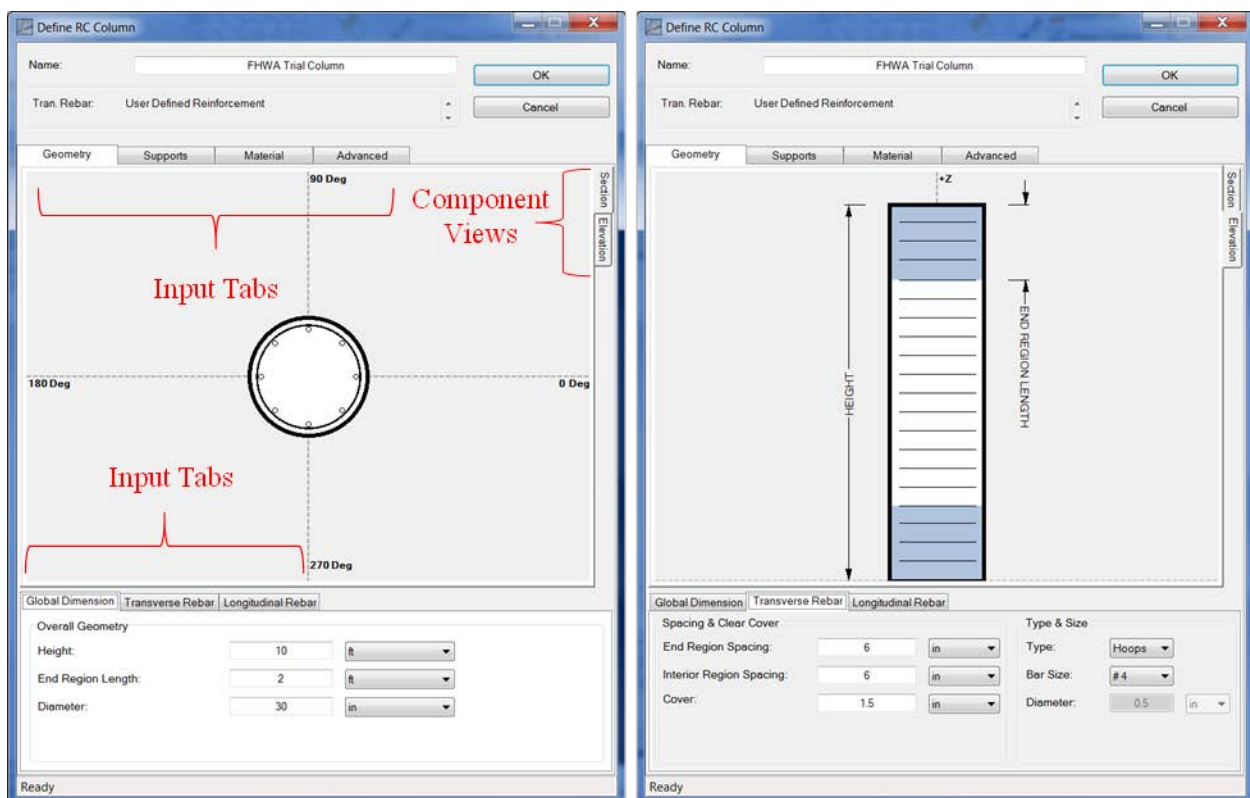 Define RC Column
Name: FHWA Trial Column OK
Tran. Rebar: User Defined Reinforcement Cancel
Geometry Supports Material Advanced
90 Deg
Section
Elevation
Component
Views
Input Tabs
180 Deg 0 Deg
Input Tabs
270 Deg
Global Dimension Transverse Rebar Longitudinal Rebar
Overall Geometry
Height: 10 ft
End Region Length: 2 ft
Diameter: 30 in
Ready
Define RC Column
Name: FHWA Trial Column OK
Tran. Rebar: User Defined Reinforcement Cancel
Geometry Supports Material Advanced
+Z
Section
Elevation
HEIGHT
END REGION LENGTH
Global Dimension Transverse Rebar Longitudinal Rebar
Spacing & Clear Cover Type & Size
End Region Spacing: 6 in Type: Hoops
Interior Region Spacing: 6 in Bar Size: # 4
Cover: 1.5 in Diameter: 0.5 in
Ready